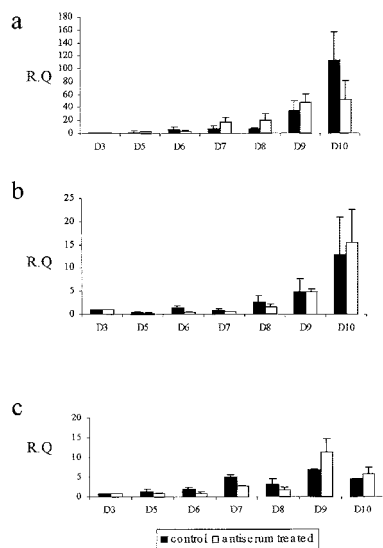 a
180
160
140
120
100
80
60
40
20
0
R.Q
D3 D5 D6 D7 D8 D9 D10
b
25
20
15
10
5
0
R.Q
D3 D5 D6 D7 D8 D9 D10
c
20
15
10
5
0
R.Q
D3 D5 D6 D7 D8 D9 D10
control antiserum treated